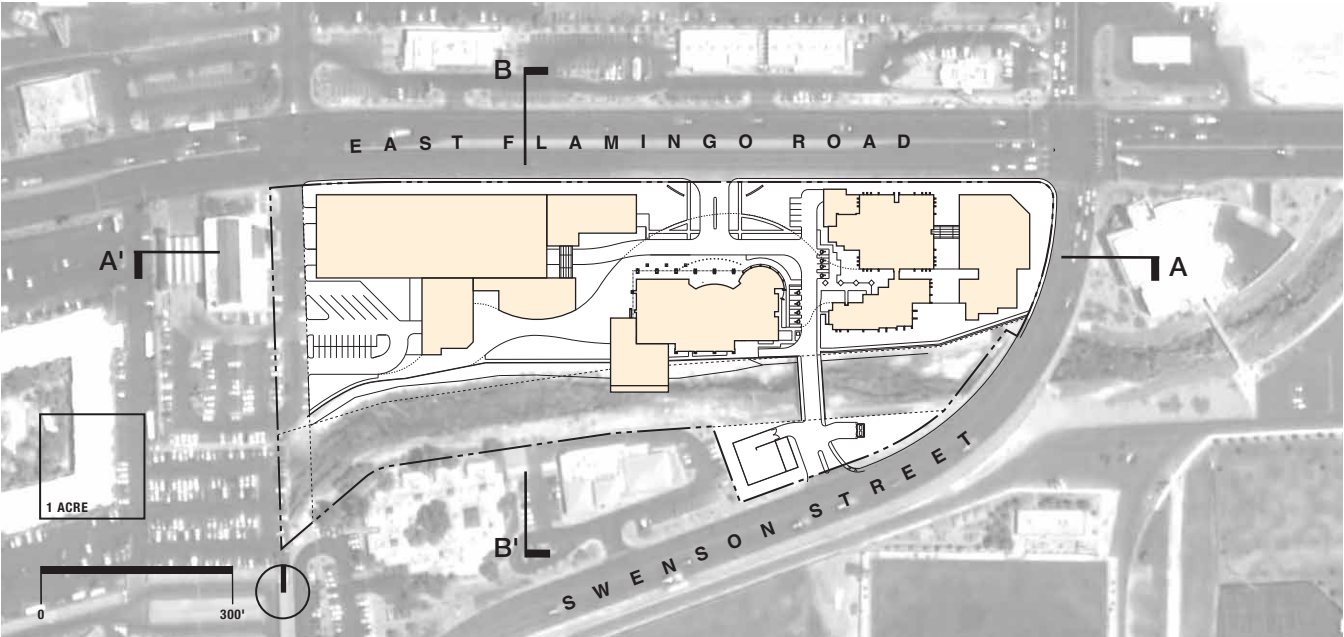 B
EAST FLAMINGO ROAD
A'
A
1 ACRE
B'
SWENSON STREET
0 300'